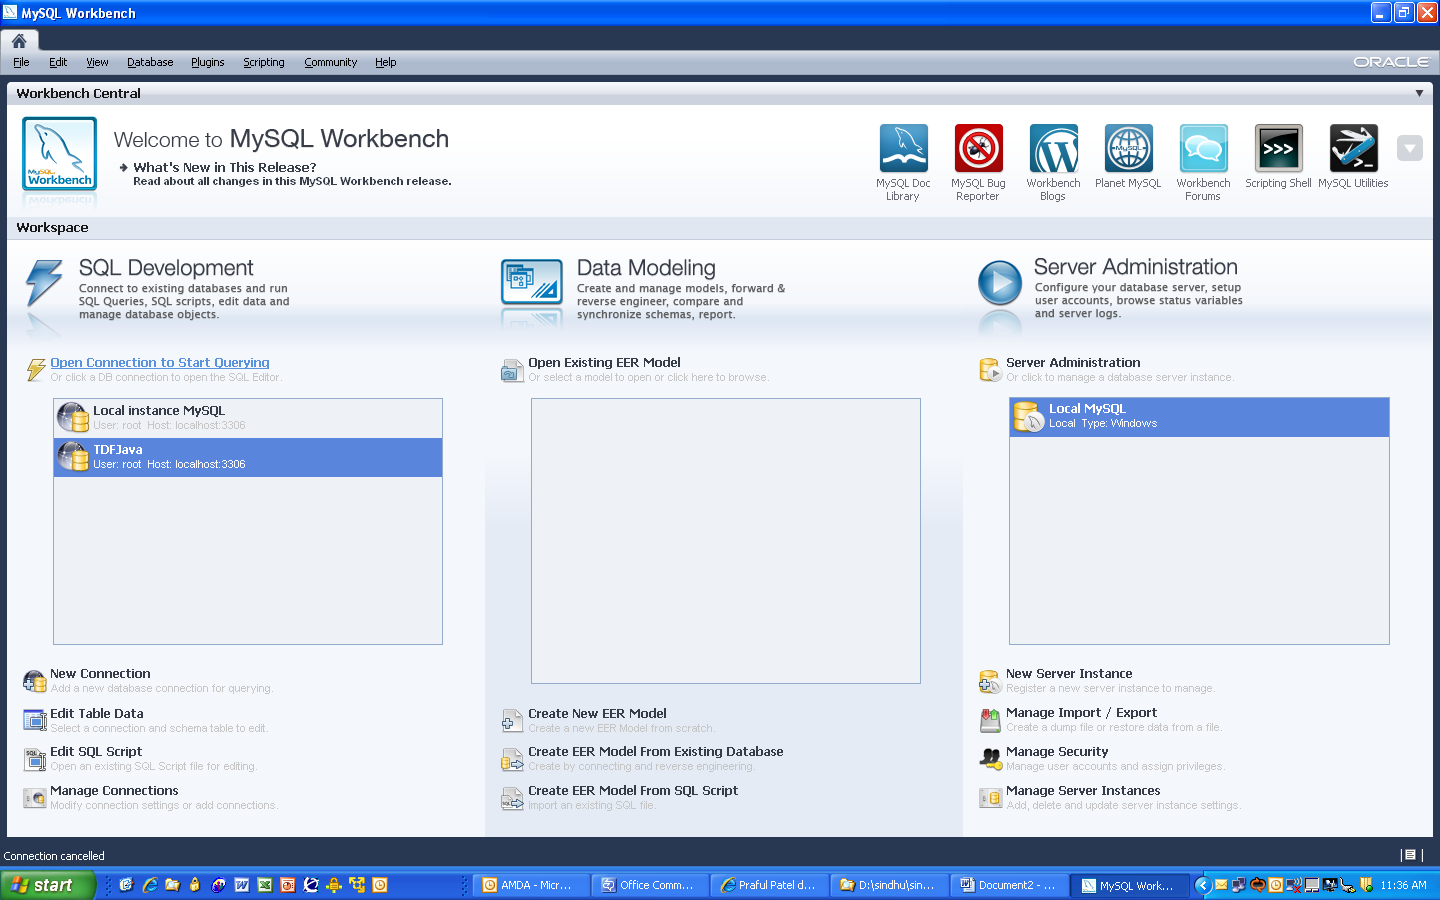 MySQL Workbench
File Edit View Database Plugins Scripting Community Help
ORACLE
Workbench Central
MySQL
Workbench
Welcome to MySQL Workbench
What's New in This Release?
Read about all changes in this MySQL Workbench release.
MySQL Doc
Library
MySQL Bug
Reporter
Workbench
Blogs
MySQL
Planet MySQL
Workbench
Forums
>>>
Scripting Shell
MySQL Utilities
Workspace
SQL Development
Connect to existing databases and run
SQL Queries, SQL scripts, edit data and
manage database objects.
Open Connection to Start Querying
Or click a DB connection to open the SQL Editor.
Local instance MySQL
User: root Host: localhost:3306
TDFJava
User: root Host: localhost:3306
New Connection
Add a new database connection for querying.
Edit Table Data
Select a connection and schema table to edit.
Edit SQL Script
Open an existing SQL Script file for editing.
Manage Connections
Modify connection settings or add connections.
Data Modeling
Create and manage models, forward &
reverse engineer, compare and
synchronize schemas, report.
Open Existing EER Model
Or select a model to open or click here to browse.
Create New EER Model
Create a new EER Model from scratch.
Create EER Model From Existing Database
Create by connecting and reverse engineering.
Create EER Model From SQL Script
Import an existing SQL file.
Server Administration
Configure your database server, setup
user accounts, browse status variables
and server logs.
Server Administration
Or click to manage a database server instance.
Local MySQL
Local Type: Windows
New Server Instance
Register a new server instance to manage.
Manage Import / Export
Create a dump file or restore data from a file.
Manage Security
Manage user accounts and assign privileges.
Manage Server Instances
Add, delete and update server instance settings.
Connection cancelled
start
AMDA - Micr...
Office Comm...
Praful Patel d...
D:\sindhu\sin...
Document2 - ...
MySQL Work...
11:36 AM